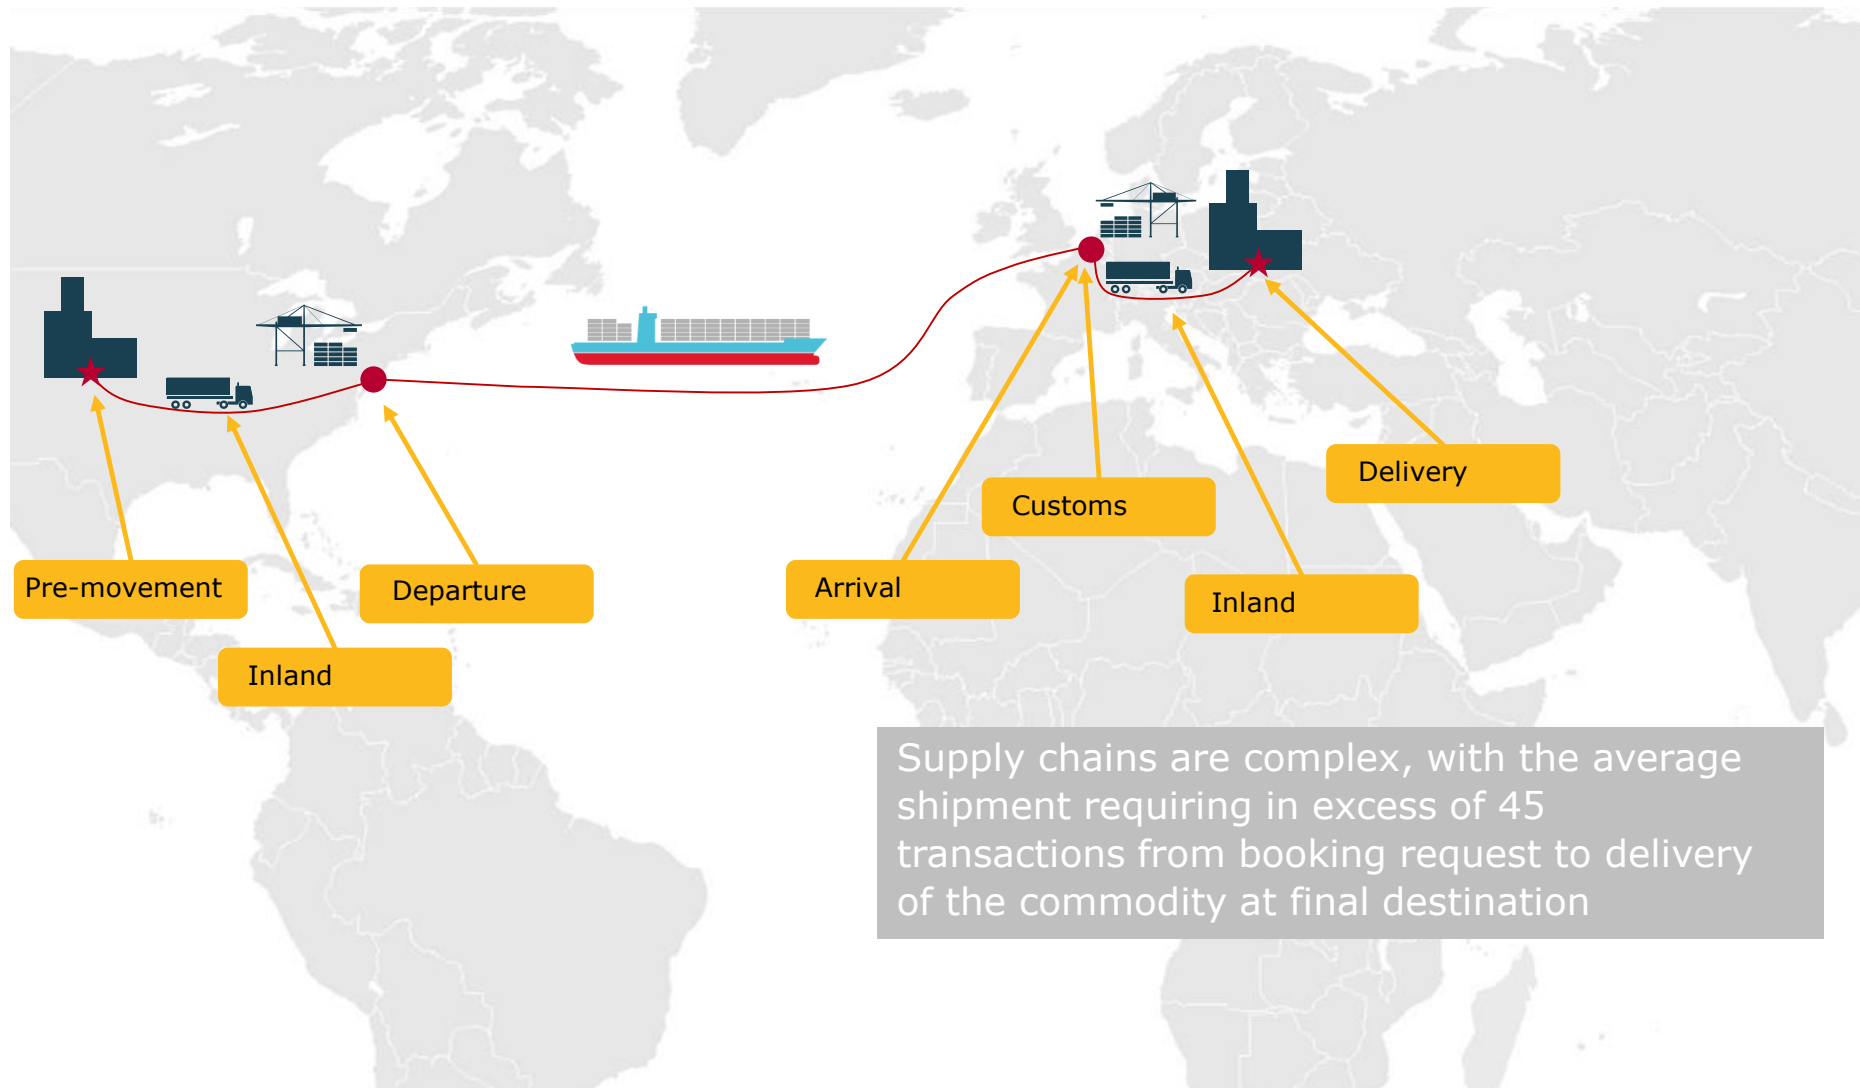 Pre-movement
Inland
Departure
Arrival
Customs
Inland
Delivery
Supply chains are complex, with the average
shipment requiring in excess of 45
transactions from booking request to delivery
of the commodity at final destination